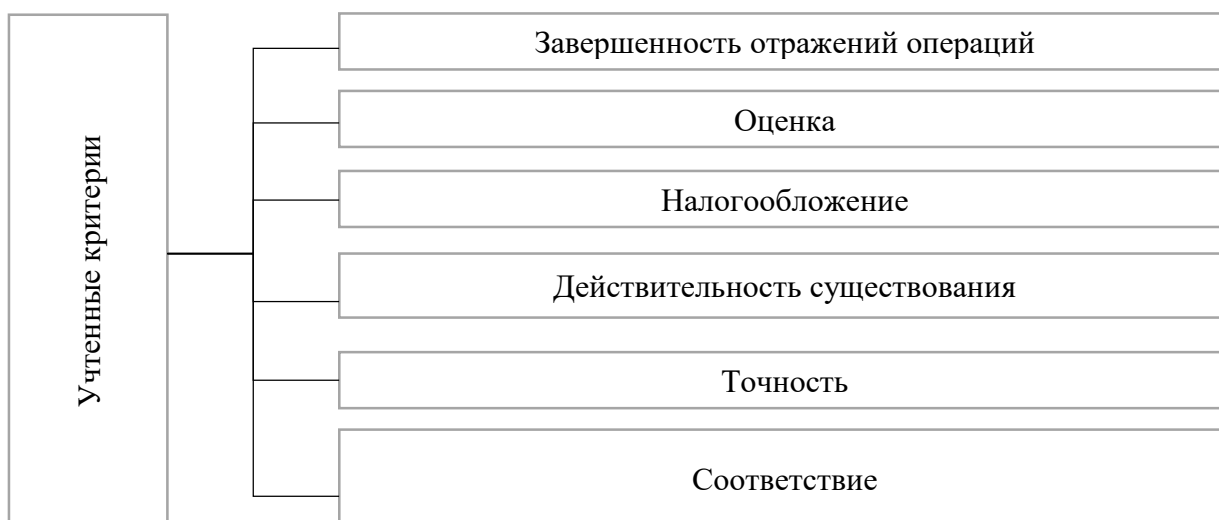 Учтенные критерии
Завершенность отражений операций
Оценка
Налогообложение
Действительность существования
Точность
Соответствие